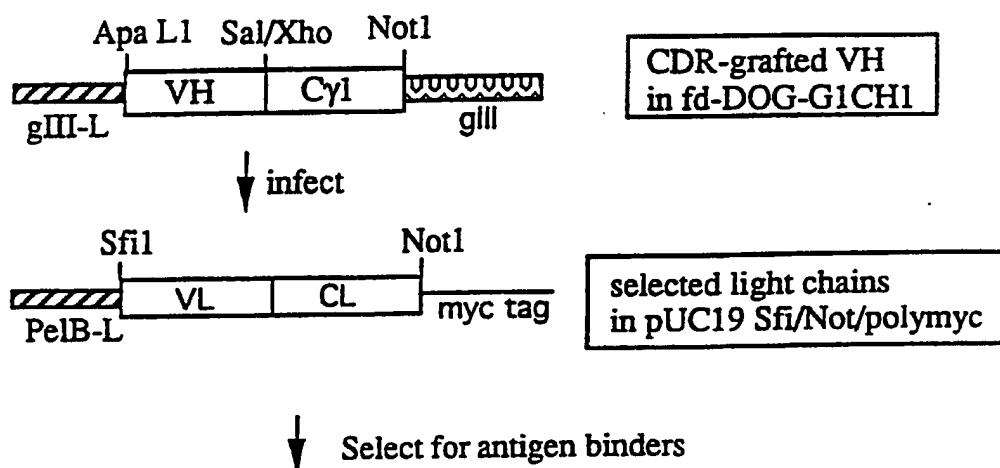 Apa L1 Sal/Xho Not1
VH Cγ1
gIII-L gIII
CDR-grafted VH
in fd-DOG-G1CH1
infect
Sfi1 Not1
VL CL
PelB-L myc tag
selected light chains
in pUC19 Sfi/Not/polymyc
Select for antigen binders